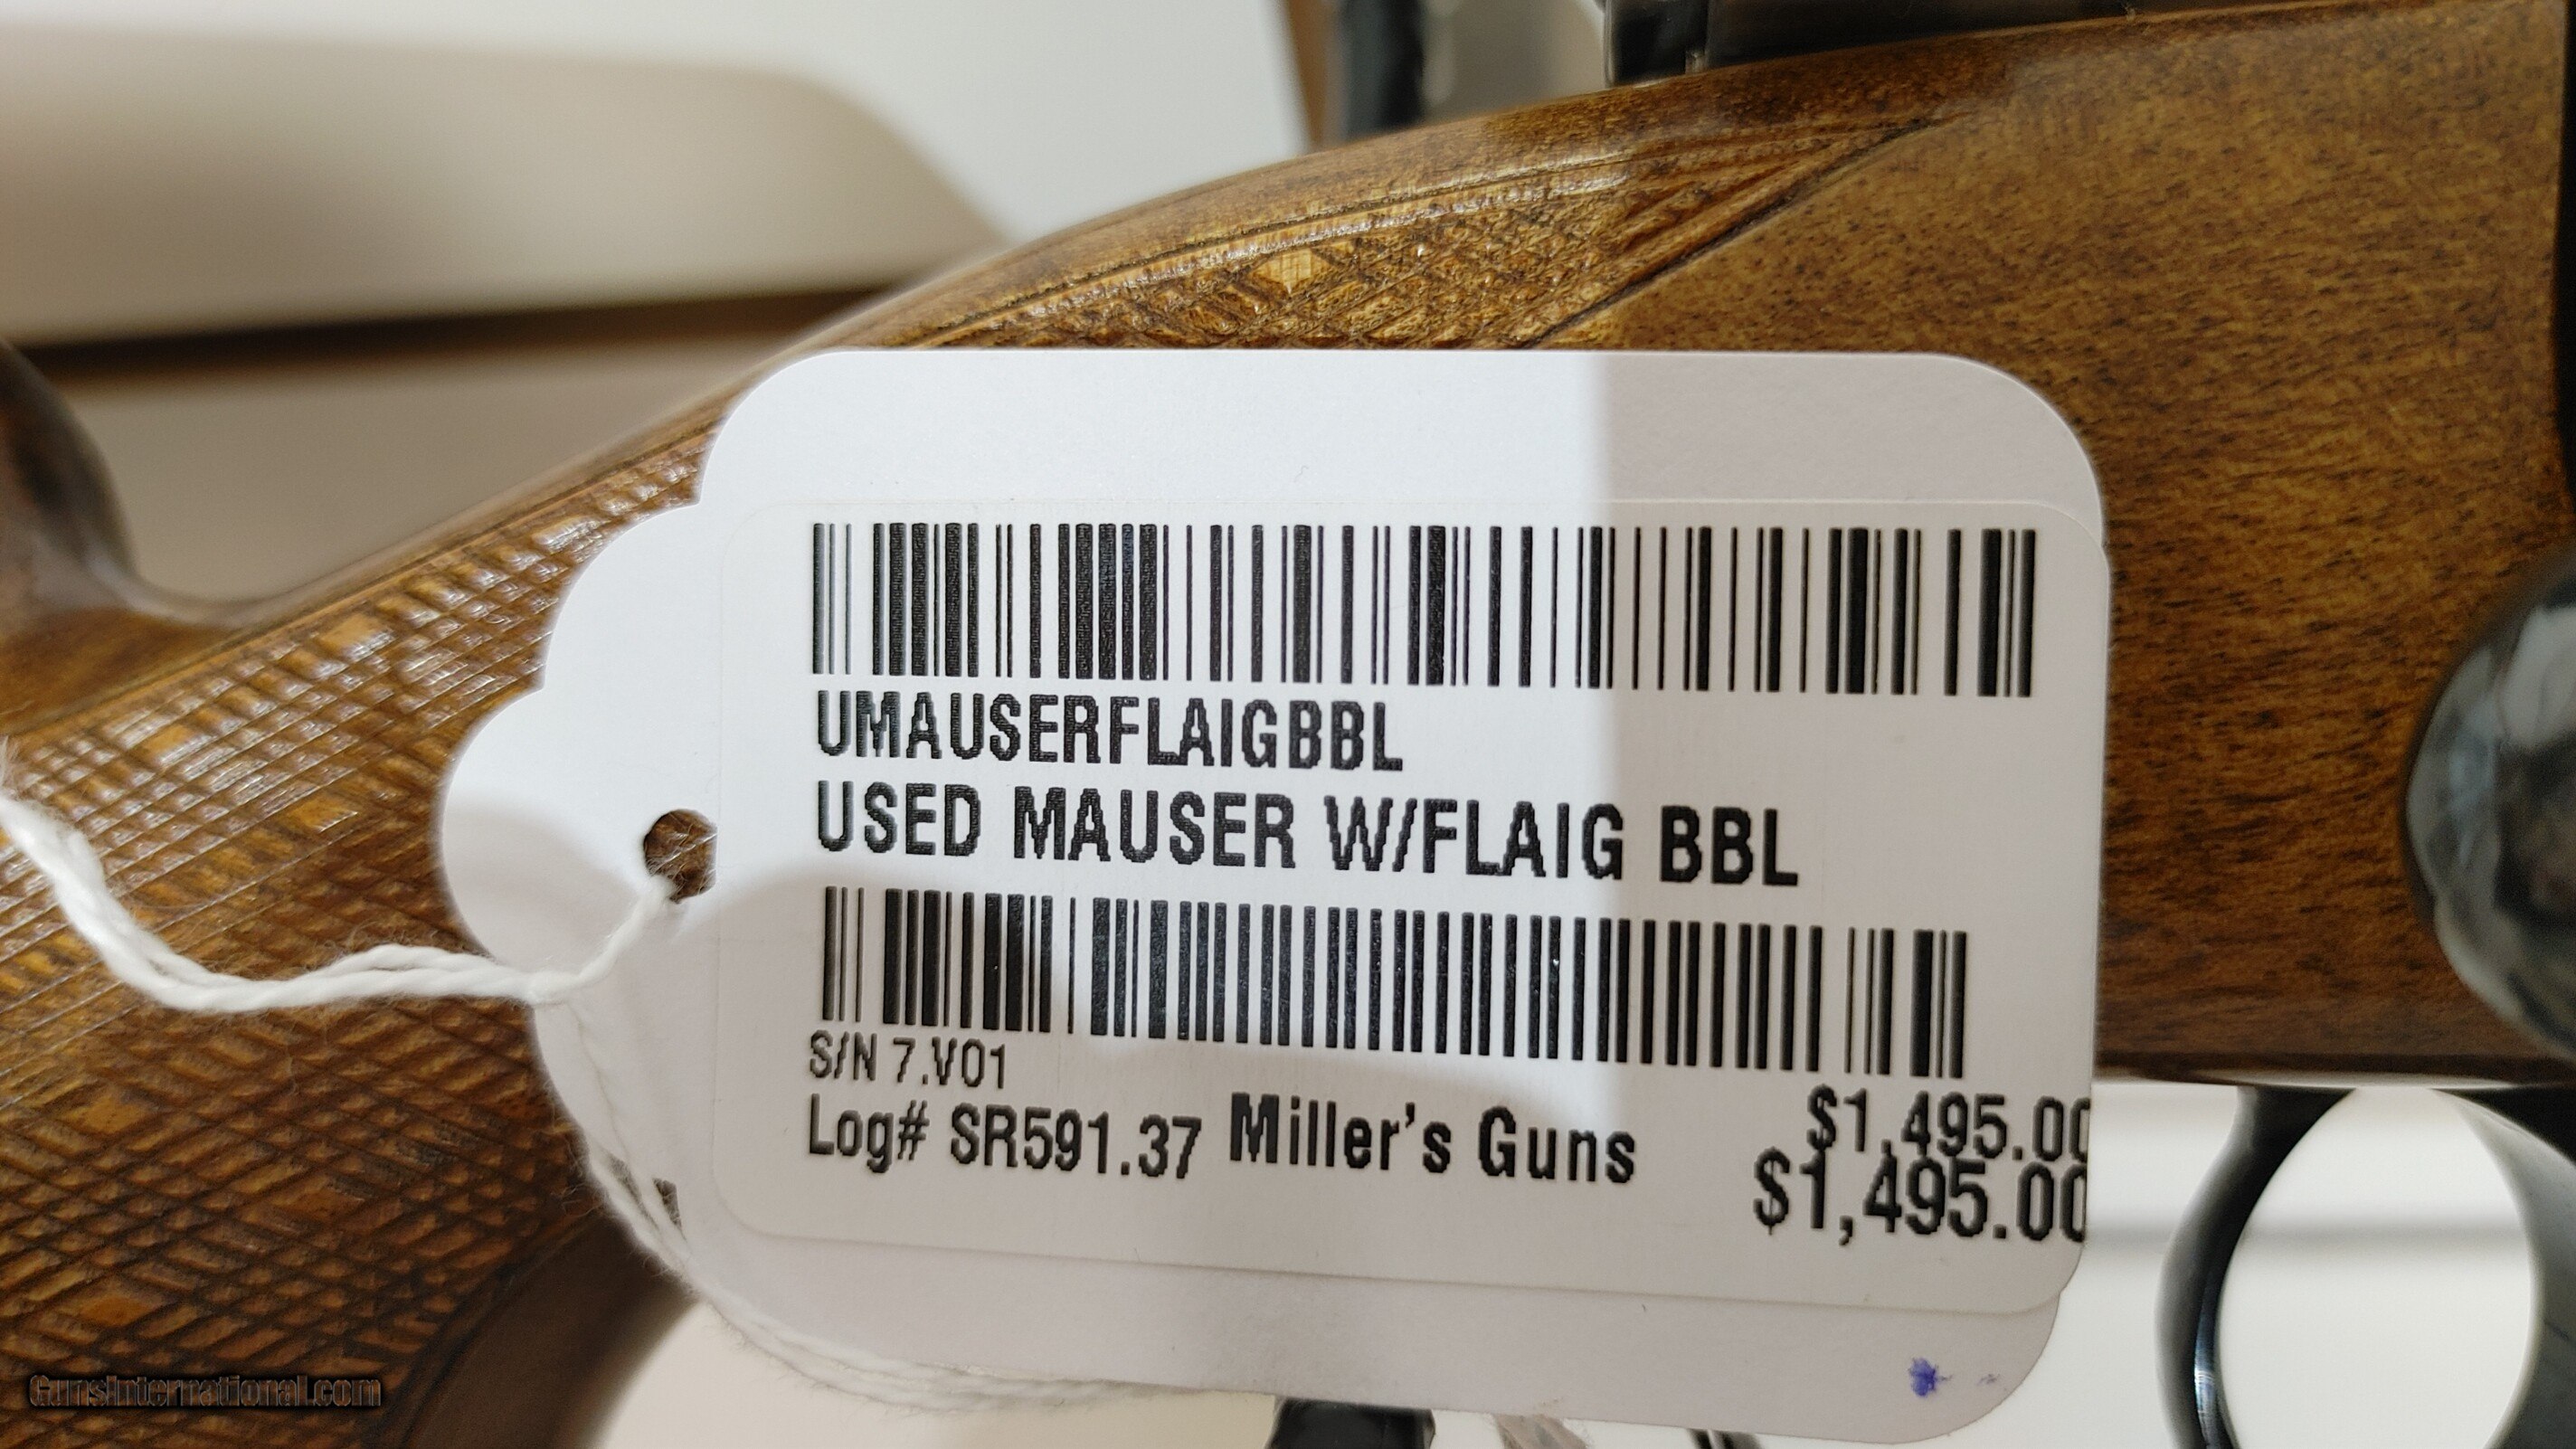 UMAUSERFLAIGBBL
USED MAUSER W/FLAIG BBL
S/N 7.V01
Log# SR591.37 Miller's Guns $1,495.00
$1,495.00
GunsInternational.com